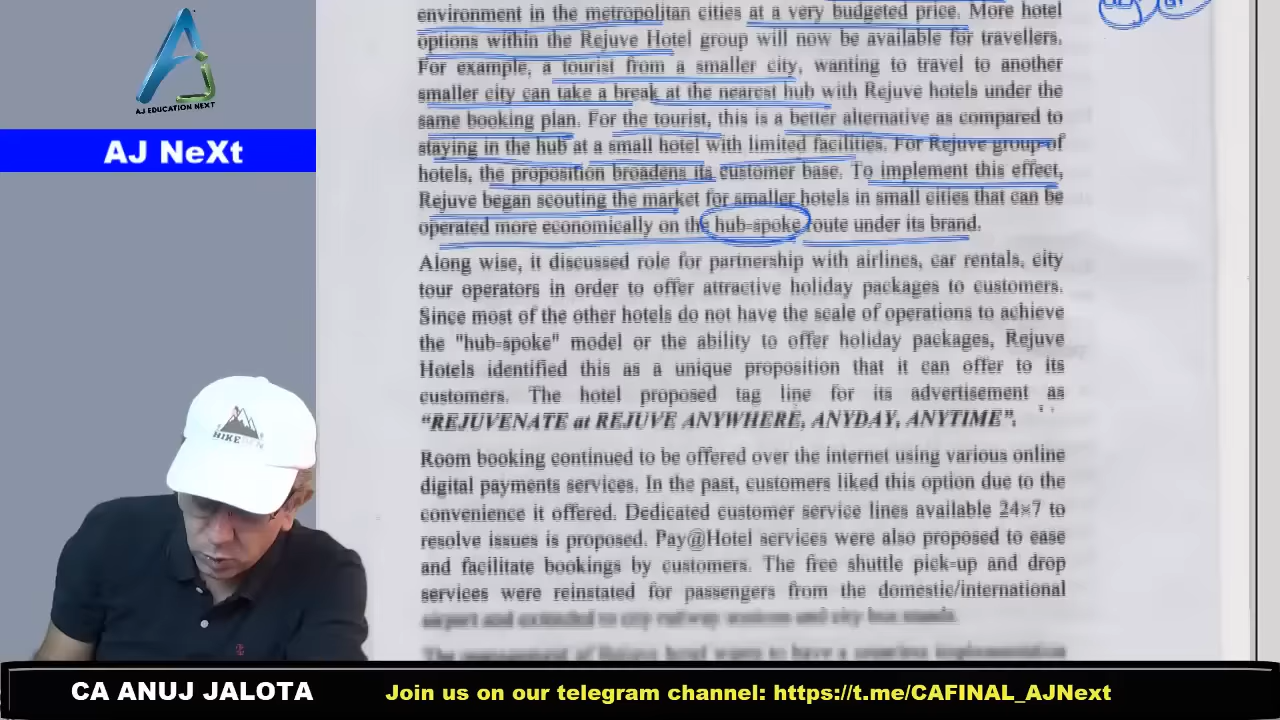 AJ EDUCATION NEXT
AJ NeXt
environment in the metropolitan cities at a very budgeted price. More hotel
options within the Rejuve Hotel group will now be available for travellers.
For example, a tourist from a smaller city, wanting to travel to another
smaller city can take a break at the nearest hub with Rejuve hotels under the
same booking plan. For the tourist, this is a better alternative as compared to
staying in the hub at a small hotel with limited facilities. For Rejuve group of
hotels, the proposition broadens its customer base. To implement this effect,
Rejuve began scouting the market for smaller hotels in small cities that can be
operated more economically on the hub-spoke route under its brand.
Along wise, it discussed role for partnership with airlines, car rentals, city
tour operators in order to offer attractive holiday packages to customers.
Since most of the other hotels do not have the scale of operations to achieve
the "hub-spoke" model or the ability to offer holiday packages, Rejuve
Hotels identified this as a unique proposition that it can offer to its
customers. The hotel proposed tag line for its advertisement as
“REJUVENATE at REJUVE ANYWHERE, ANYDAY, ANYTIME”.
Room booking continued to be offered over the internet using various online
digital payments services. In the past, customers liked this option due to the
convenience it offered. Dedicated customer service lines available 24×7 to
resolve issues is proposed. Pay@Hotel services were also proposed to ease
and facilitate bookings by customers. The free shuttle pick-up and drop
services were reinstated for passengers from the domestic/international
airport and extended to city railway stations and city bus stands.
HIKE
CA ANUJ JALOTA
Join us on our telegram channel: https://t.me/CAFINAL_AJNext